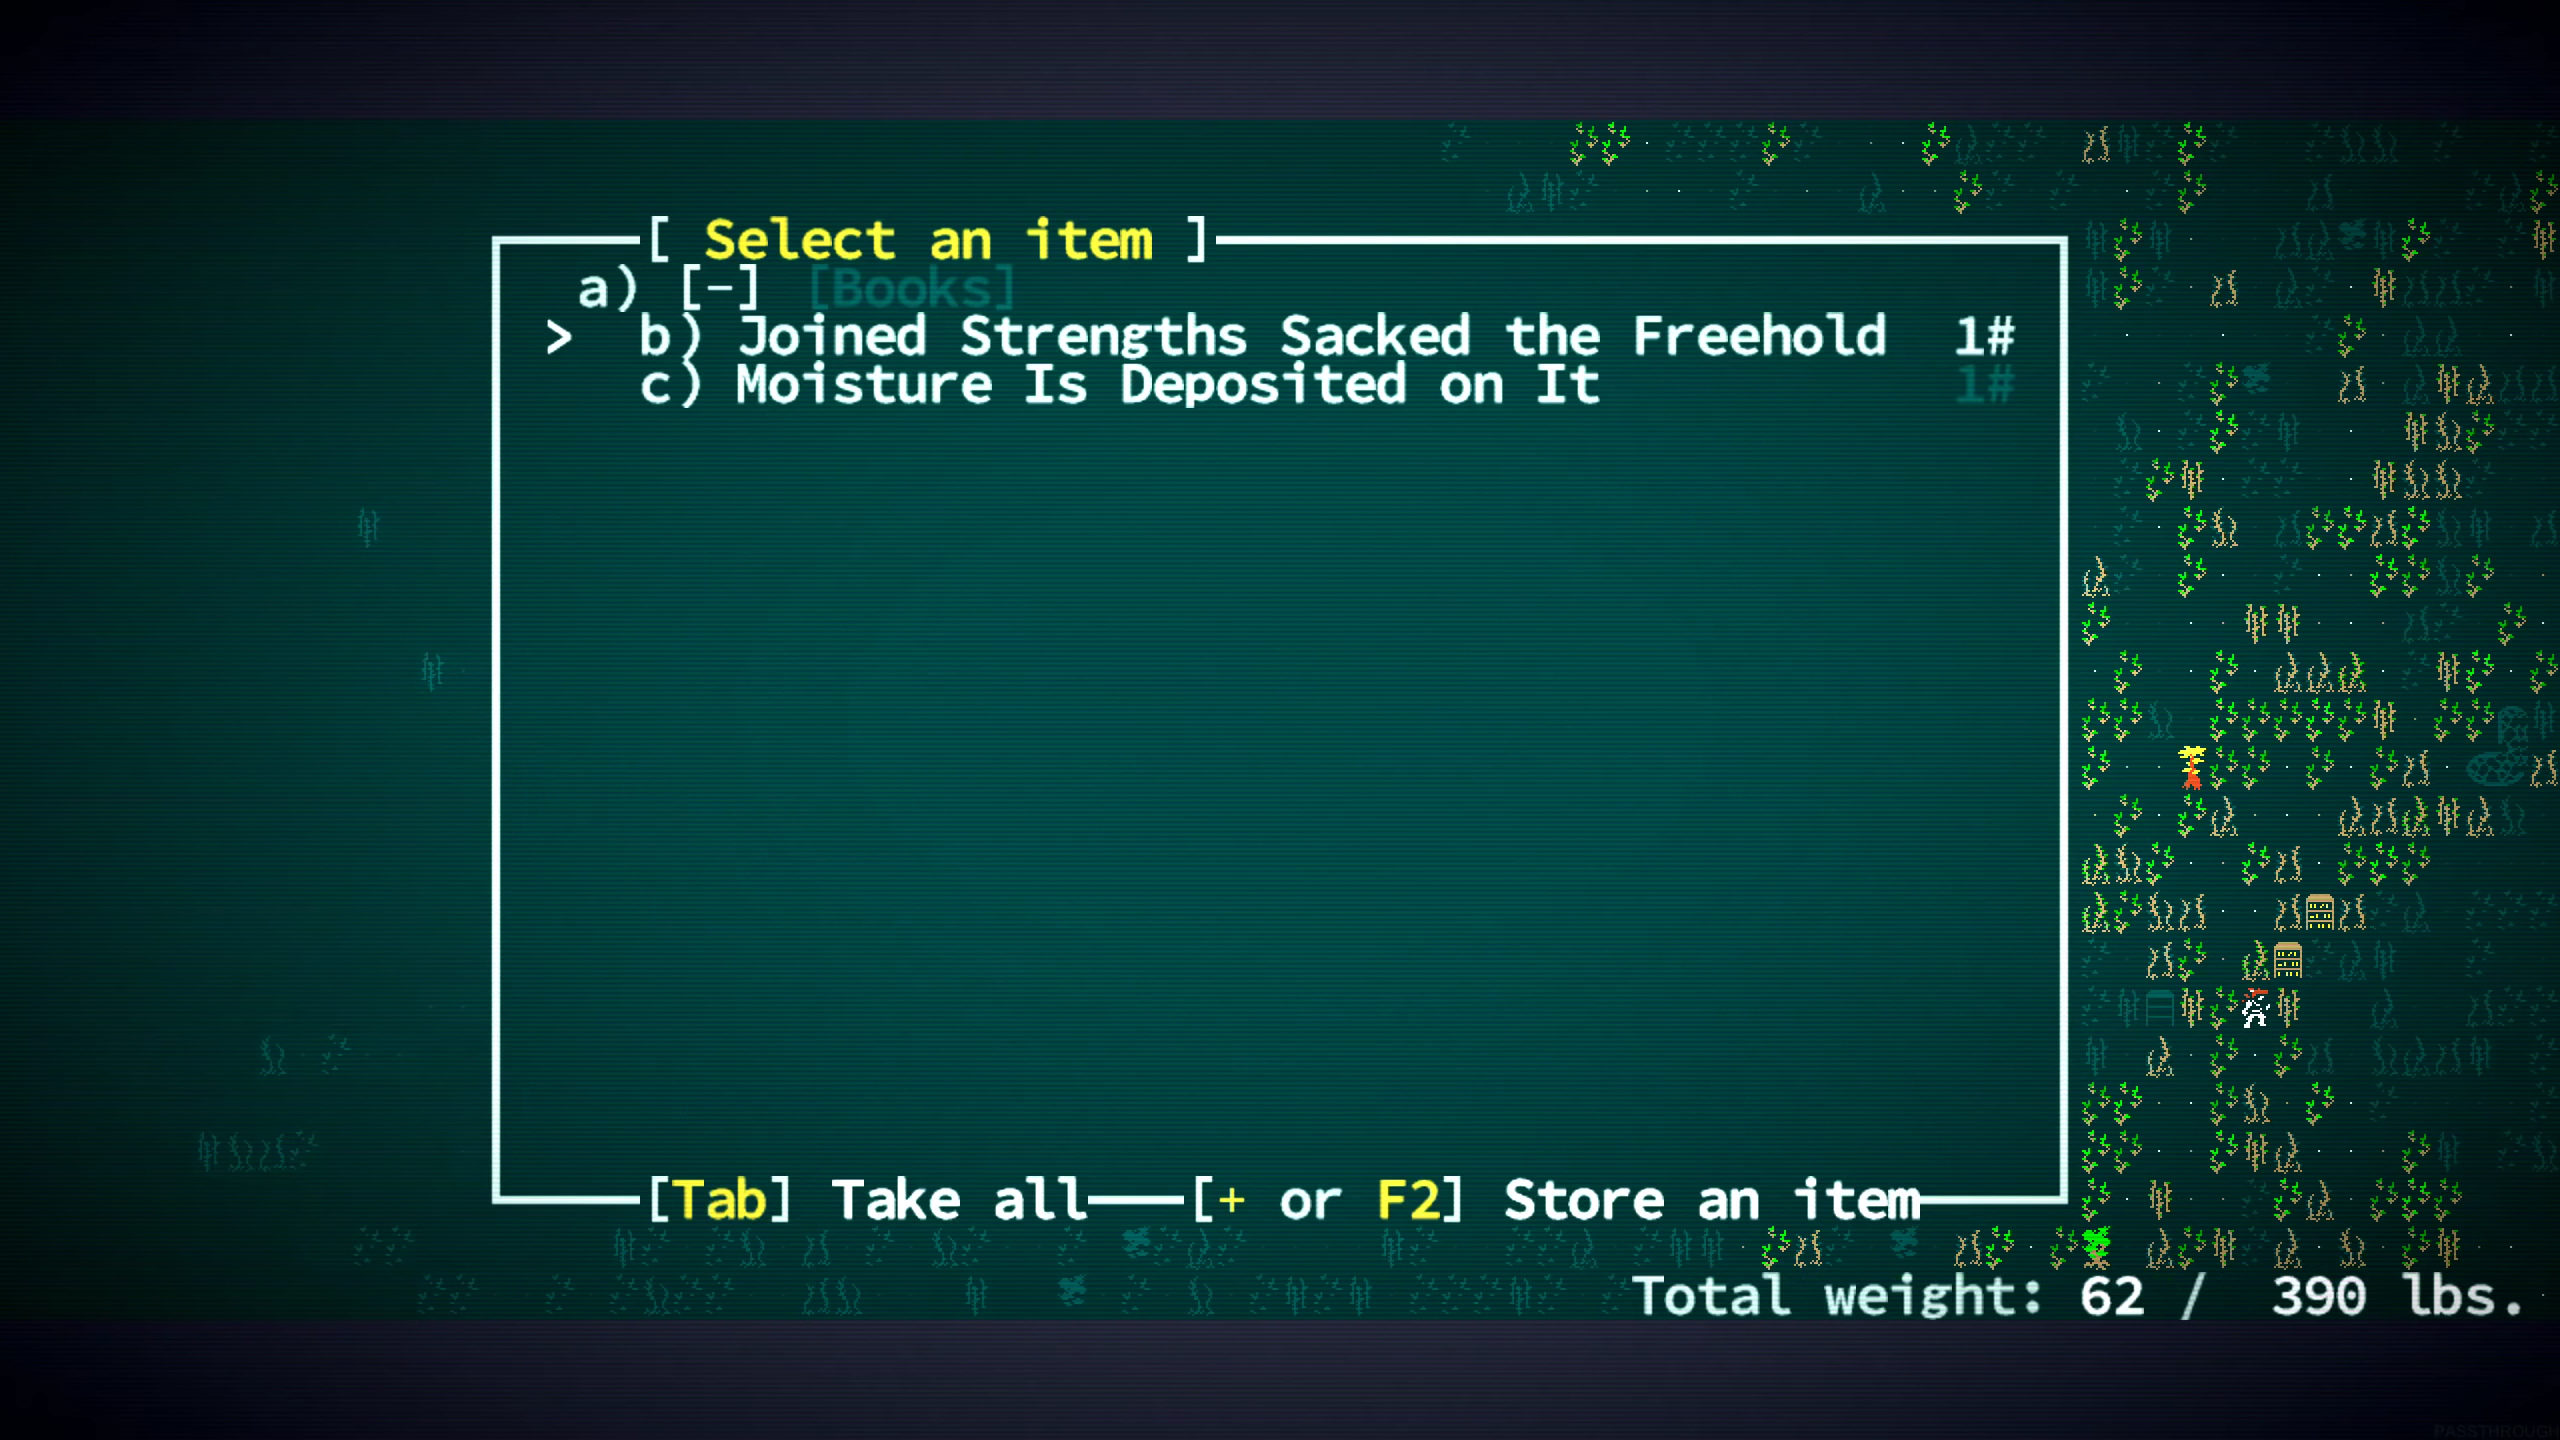 [ Select an item ]
a) [-] [Books]
> b) Joined Strengths Sacked the Freehold 1#
c) Moisture Is Deposited on It 1#
[Tab] Take all [+ or F2] Store an item
Total weight: 62 / 390 lbs.
PASSTHROUGH